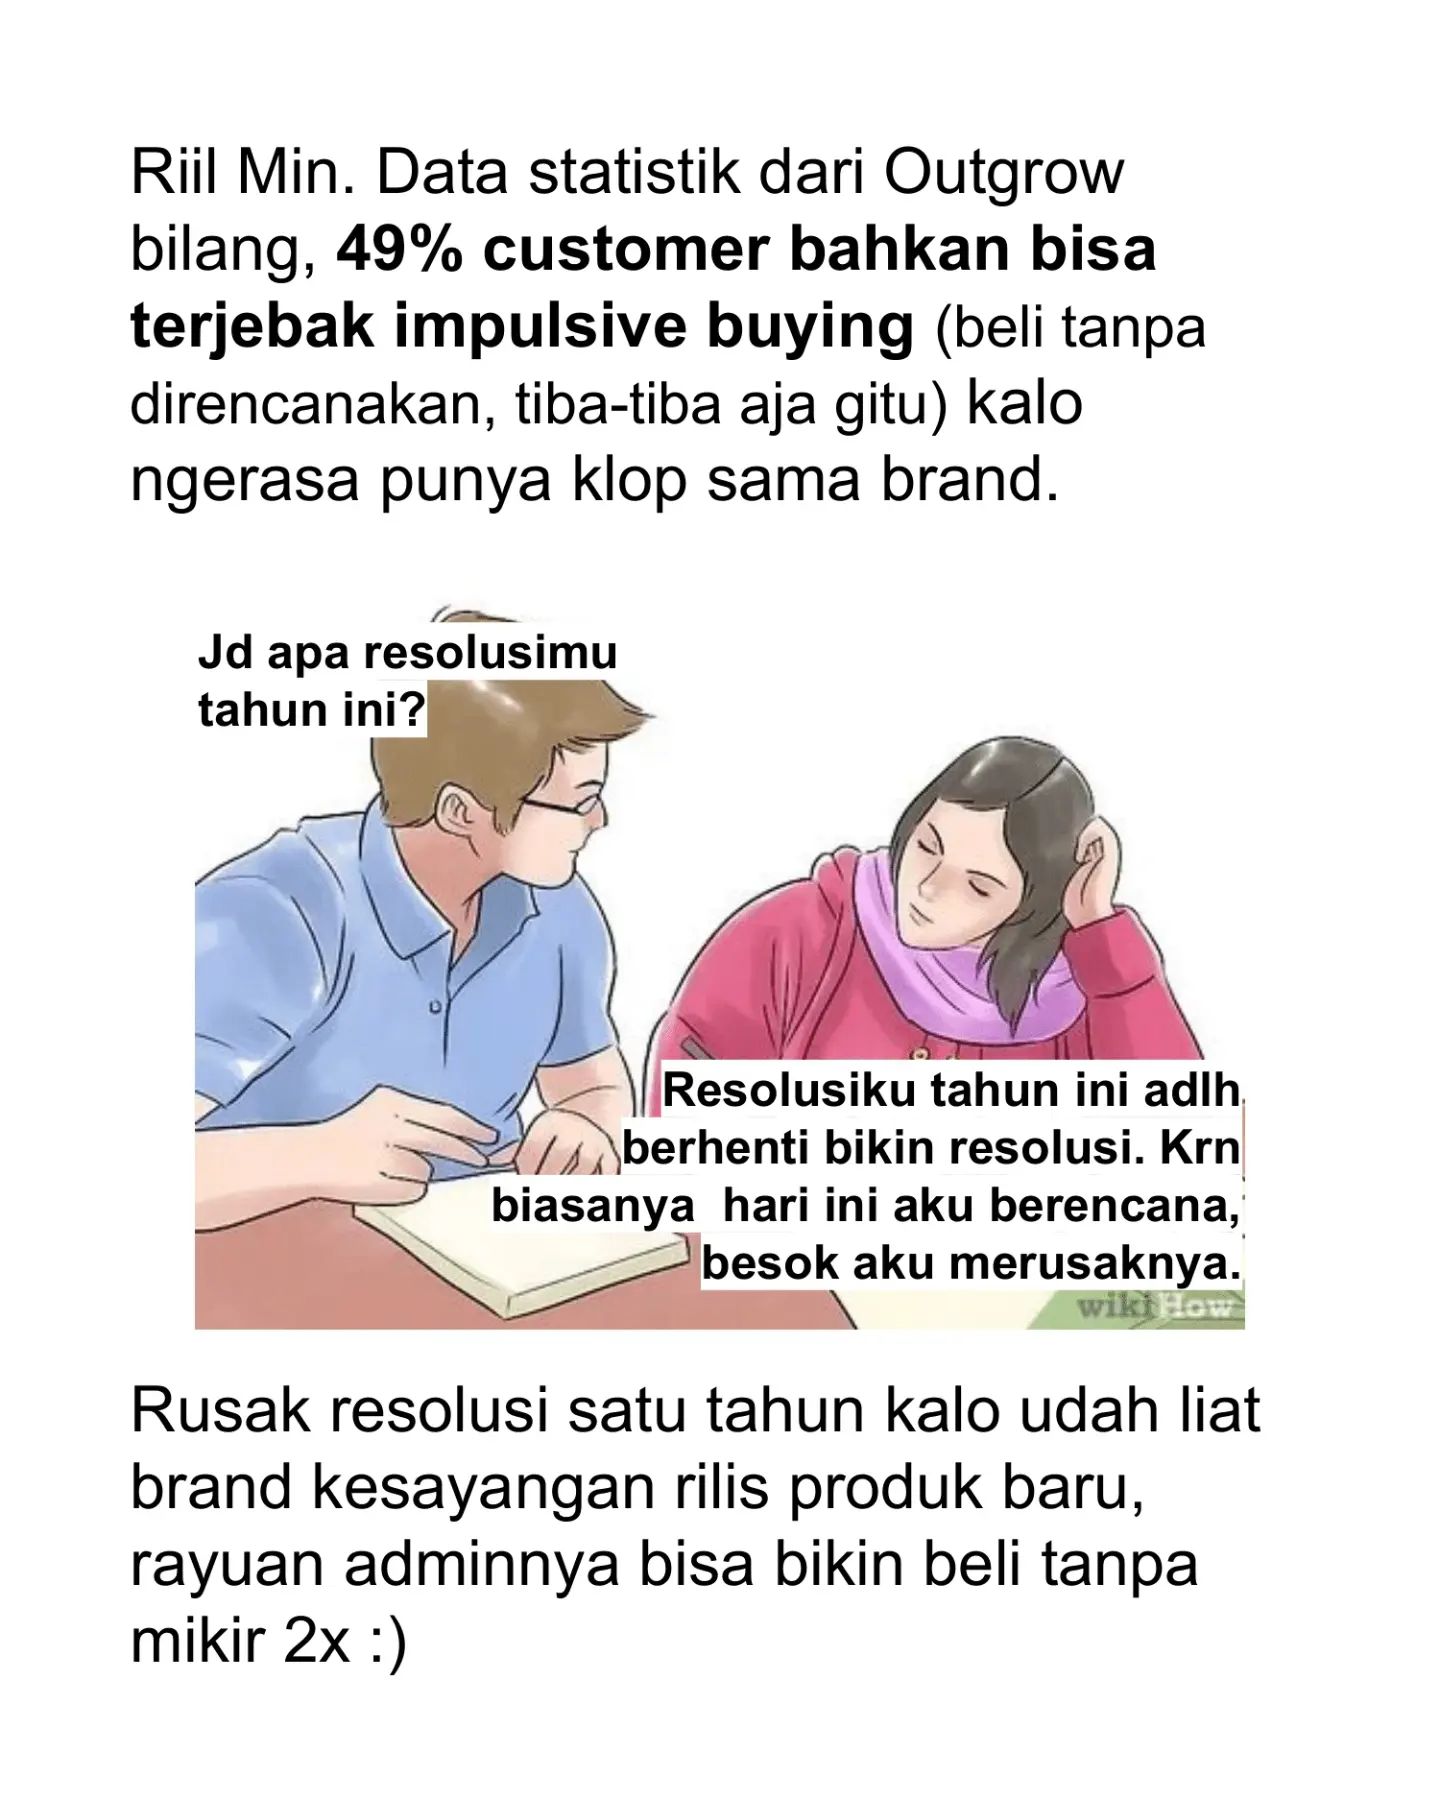 Riil Min. Data statistik dari Outgrow
bilang, 49% customer bahkan bisa
terjebak impulsive buying (beli tanpa
direncanakan, tiba-tiba aja gitu) kalo
ngerasa punya klop sama brand.
Jd apa resolusimu
tahun ini?
Resolusiku tahun ini adlh
berhenti bikin resolusi. Krn
biasanya  hari ini aku berencana,
besok aku merusaknya.
wikiHow
Rusak resolusi satu tahun kalo udah liat
brand kesayangan rilis produk baru,
rayuan adminnya bisa bikin beli tanpa
mikir 2x :)